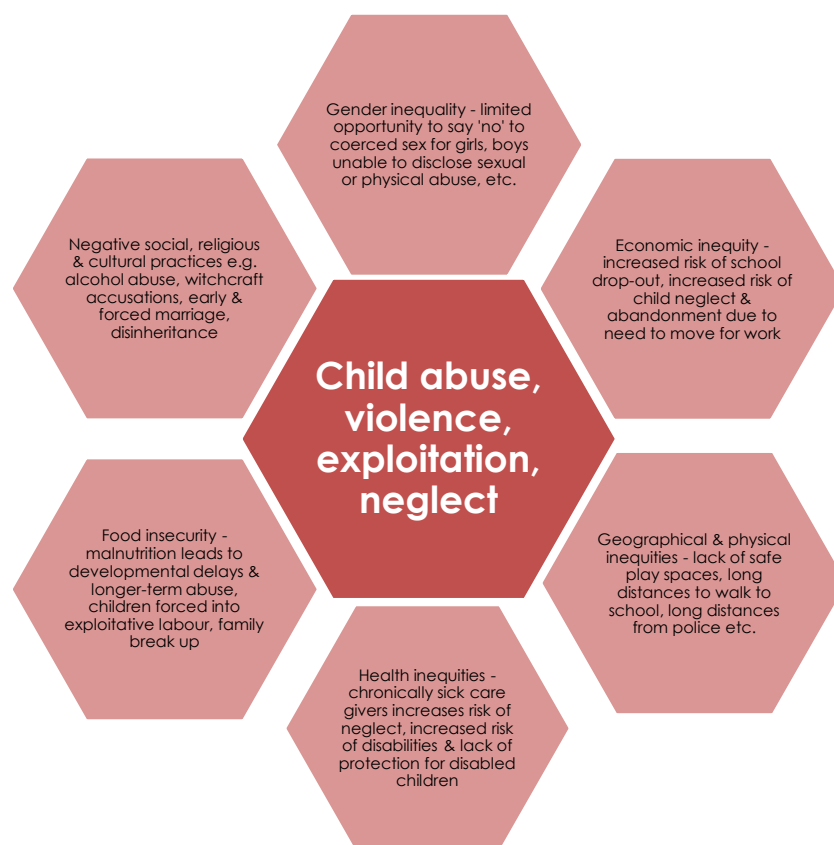 Gender inequality - limited
opportunity to say 'no' to
coerced sex for girls, boys
unable to disclose sexual
or physical abuse, etc.
Negative social, religious
& cultural practices e.g.
alcohol abuse, witchcraft
accusations, early &
forced marriage,
disinheritance
Economic inequity -
increased risk of school
drop-out, increased risk of
child neglect &
abandonment due to
need to move for work
Child abuse,
violence,
exploitation,
neglect
Food insecurity -
malnutrition leads to
developmental delays &
longer-term abuse,
children forced into
exploitative labour, family
break up
Geographical & physical
inequities - lack of safe
play spaces, long
distances to walk to
school, long distances
from police etc.
Health inequities -
chronically sick care
givers increases risk of
neglect, increased risk
of disabilities & lack of
protection for disabled
children